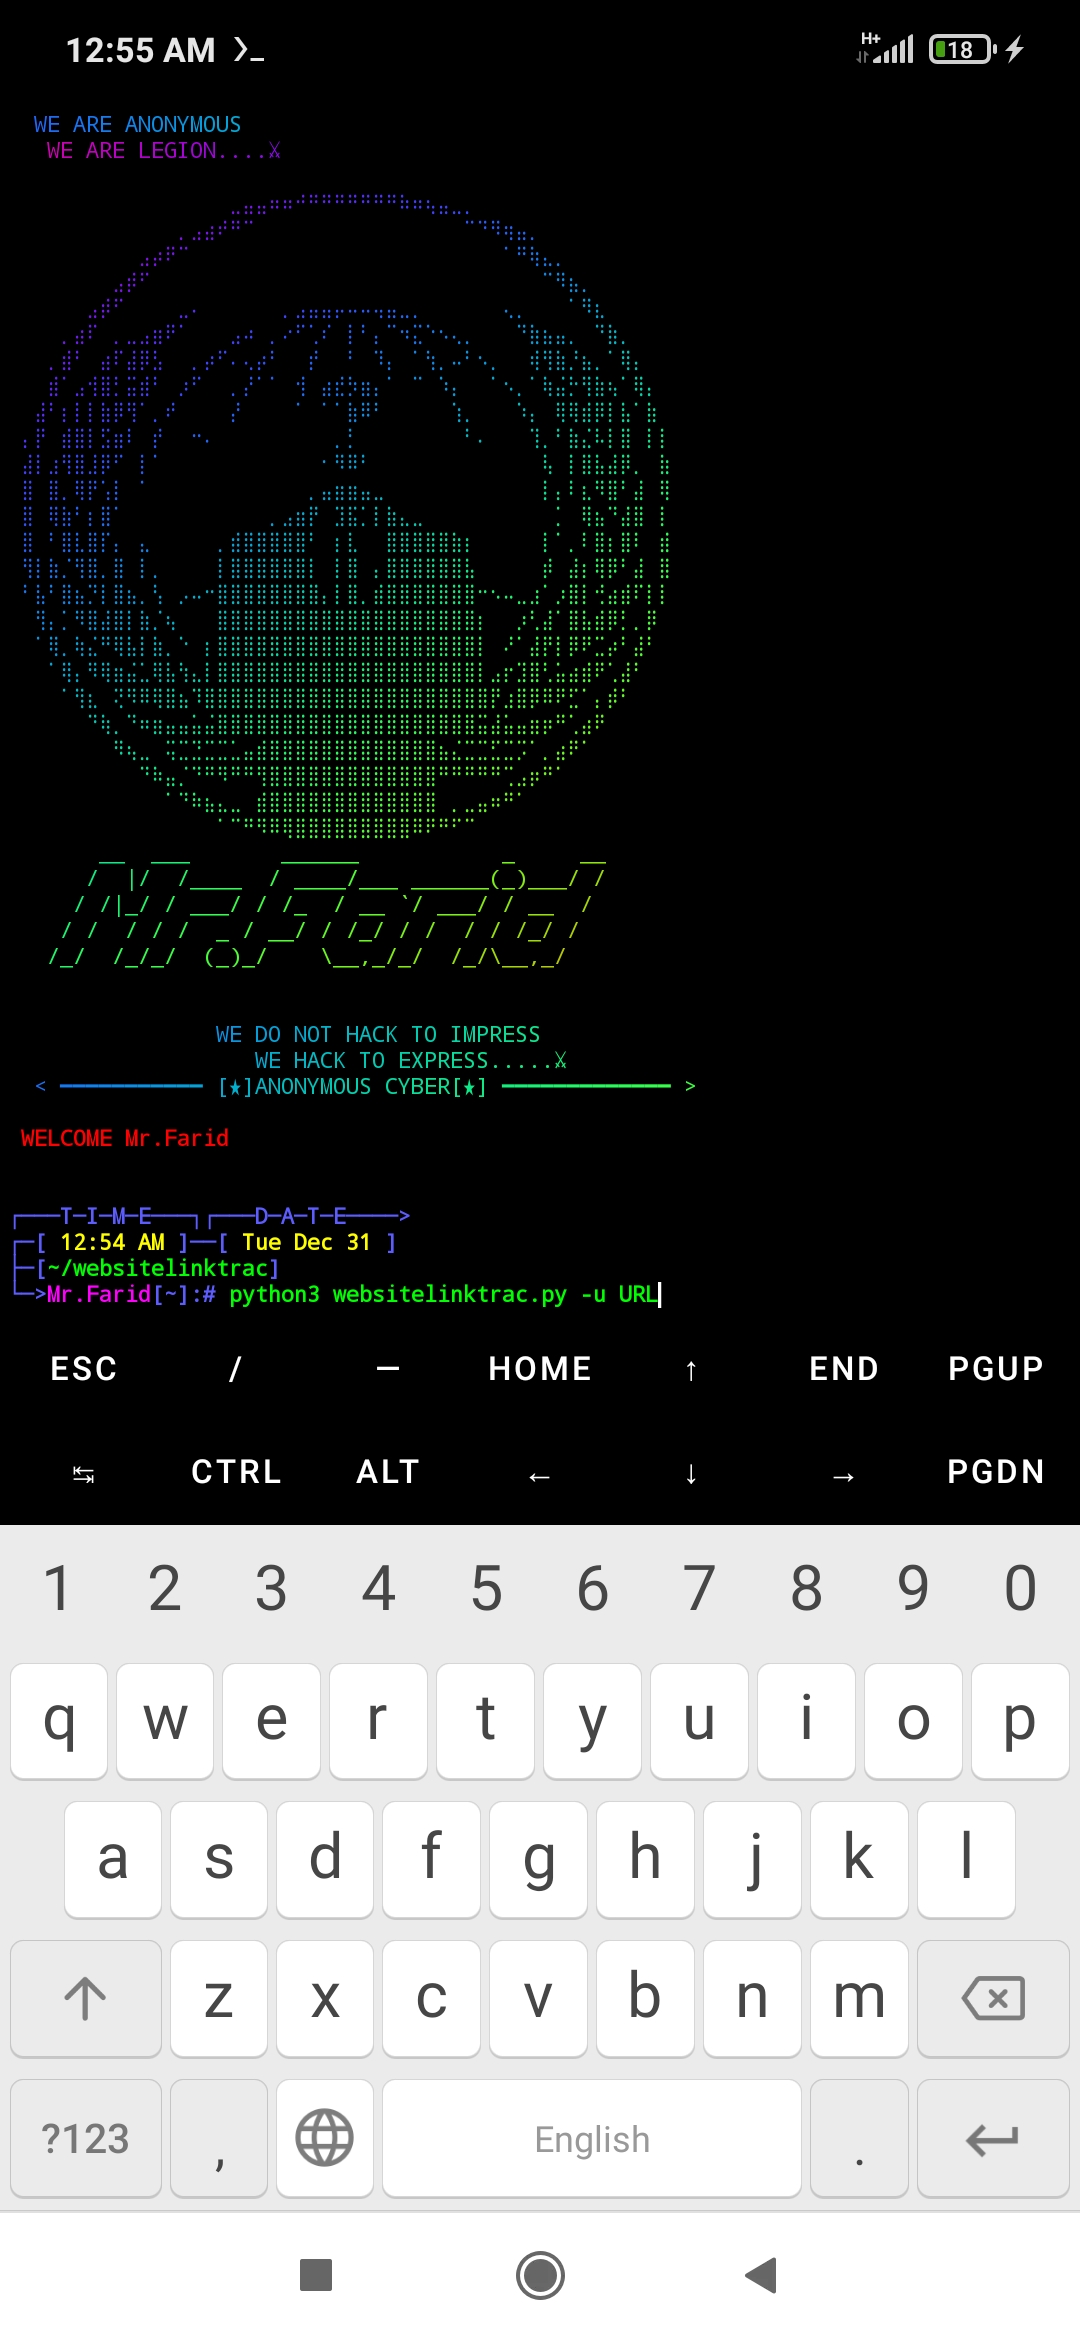 12:55 AM
H+
18
WE ARE ANONYMOUS
WE ARE LEGION....
Mr.Farid
WE DO NOT HACK TO IMPRESS
WE HACK TO EXPRESS.....
< ─────────── [★]ANONYMOUS CYBER[★] ───────────── >
WELCOME Mr.Farid
┌───T─I─M─E───┐┌───D─A─T─E────>
┌─[ 12:54 AM ]──[ Tue Dec 31 ]
├─[~/websitelinktrac]
└─>Mr.Farid[~]:# python3 websitelinktrac.py -u URL
ESC / — HOME ↑ END PGUP
↹ CTRL ALT ← ↓ → PGDN
1 2 3 4 5 6 7 8 9 0
q w e r t y u i o p
a s d f g h j k l
z x c v b n m
?123 , English .